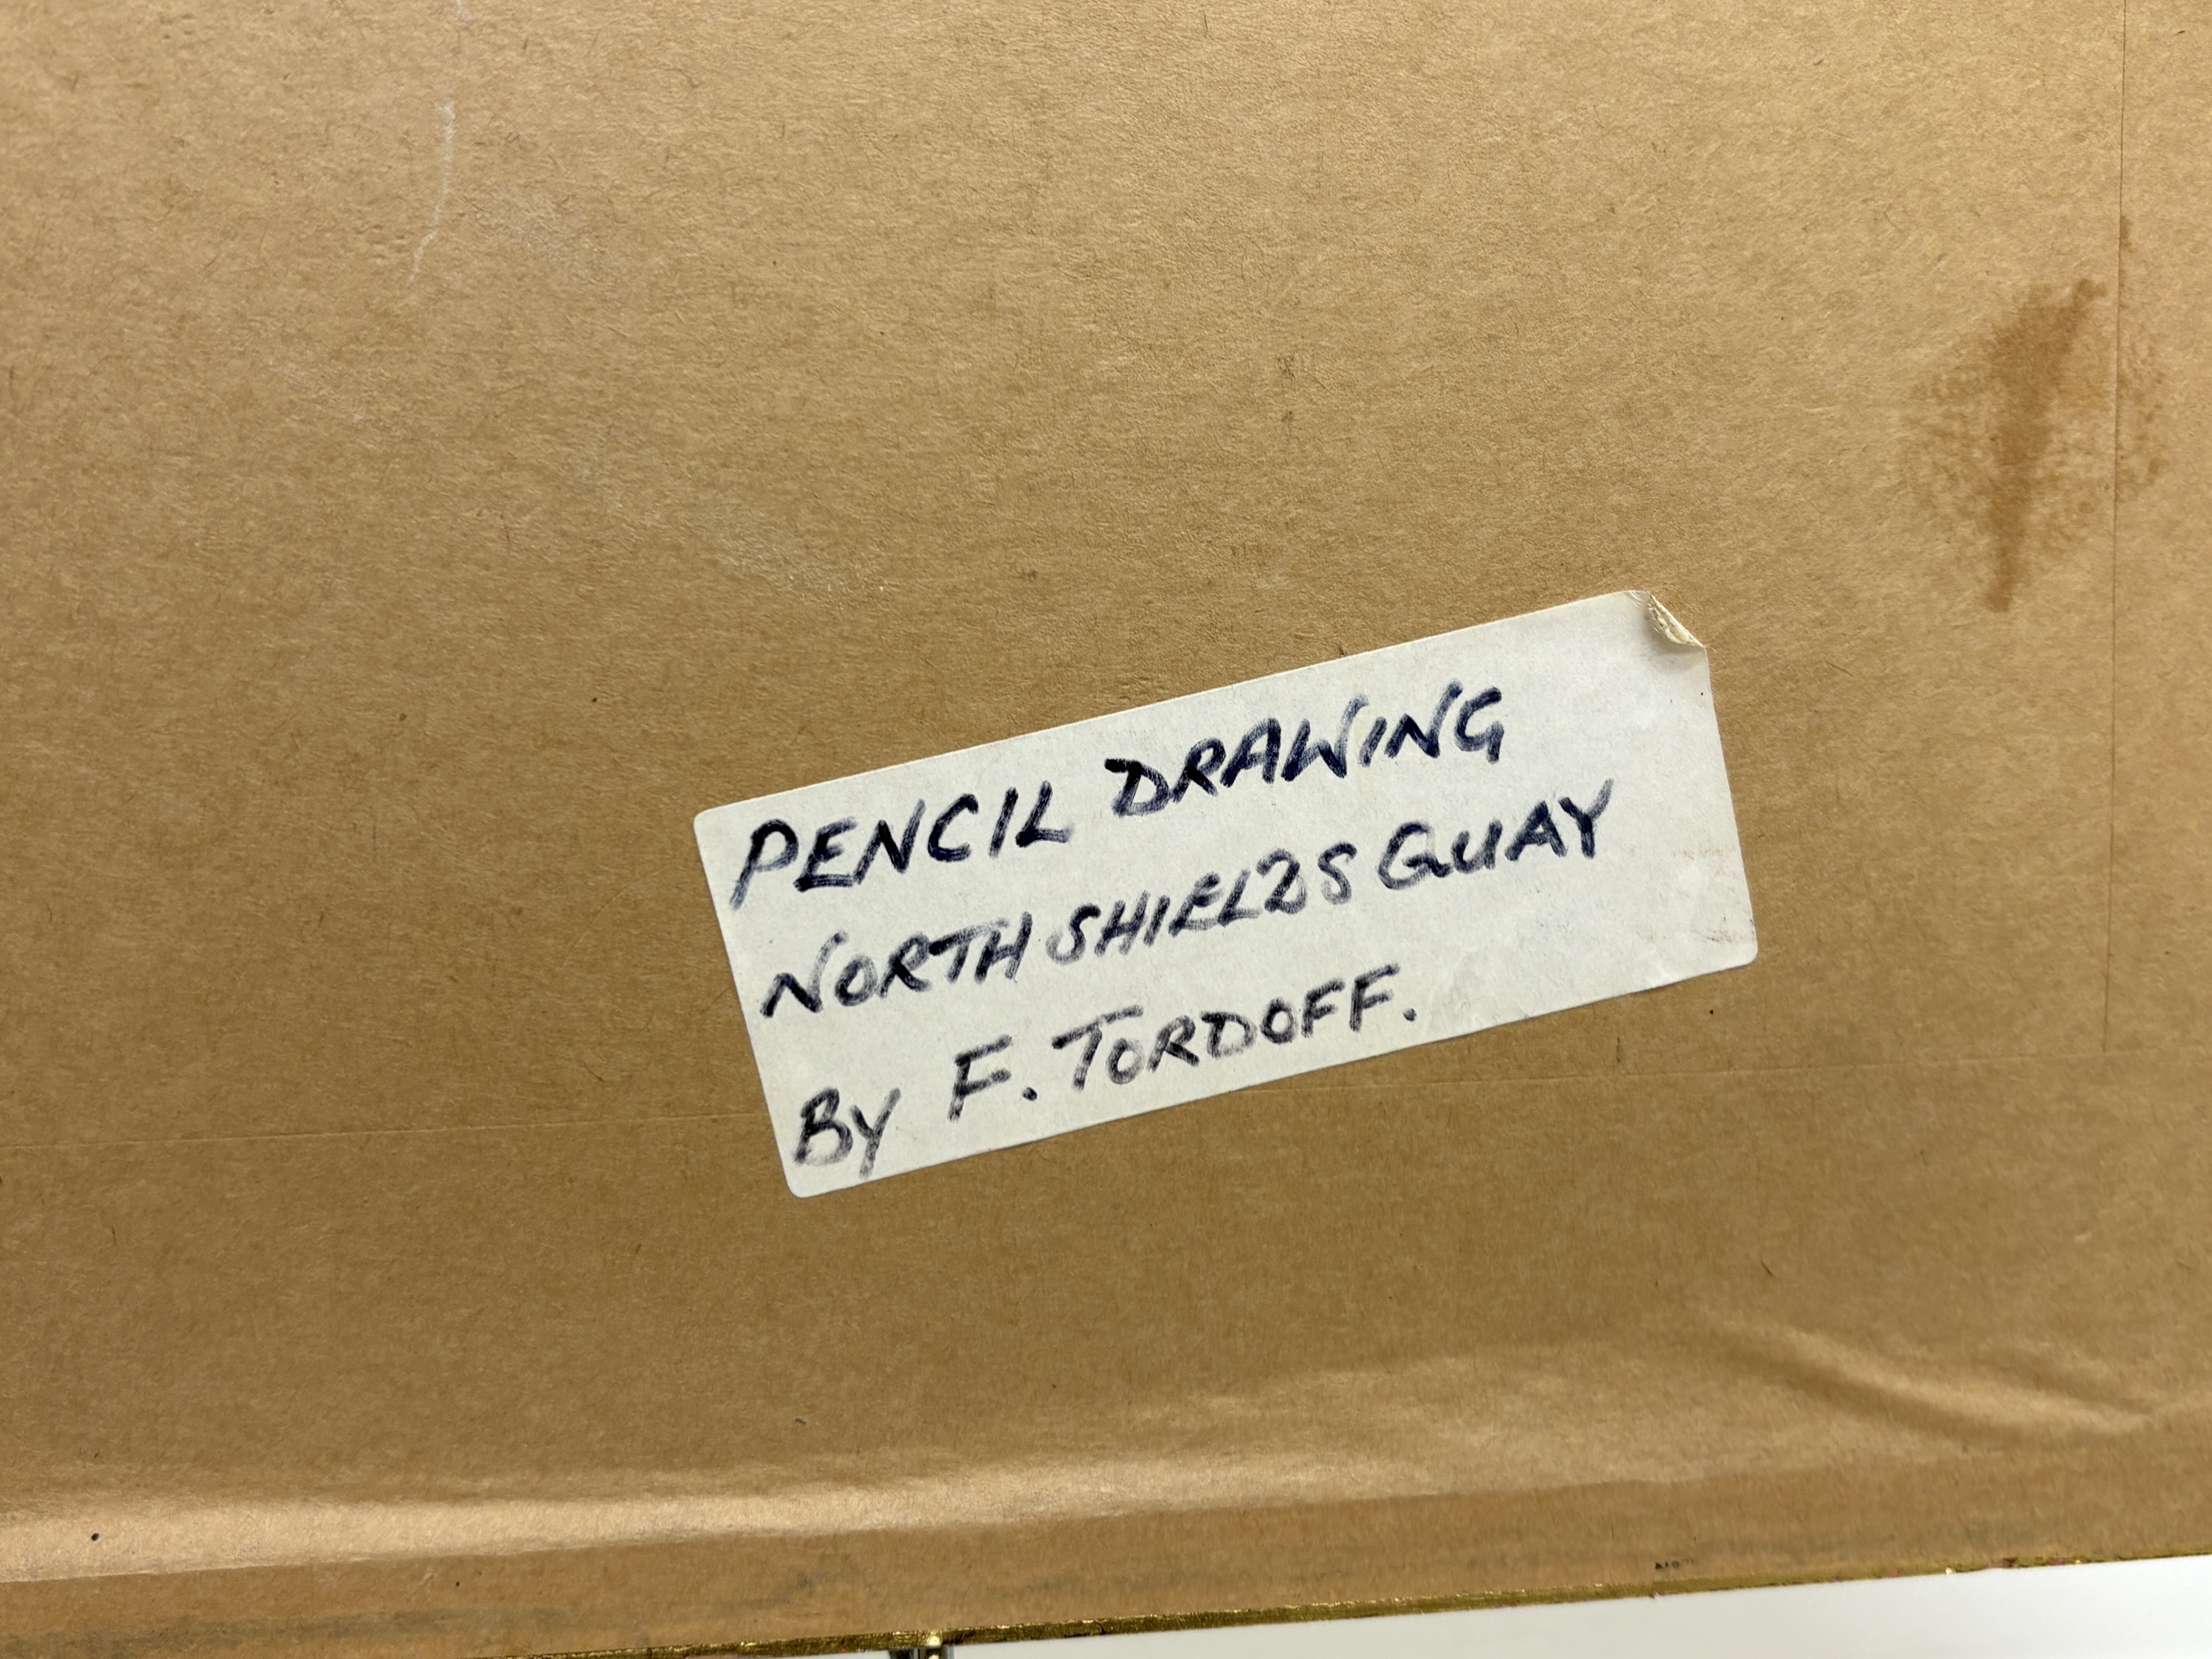 PENCIL DRAWING
NORTH SHIELDS QUAY
By F. TORDOFF.